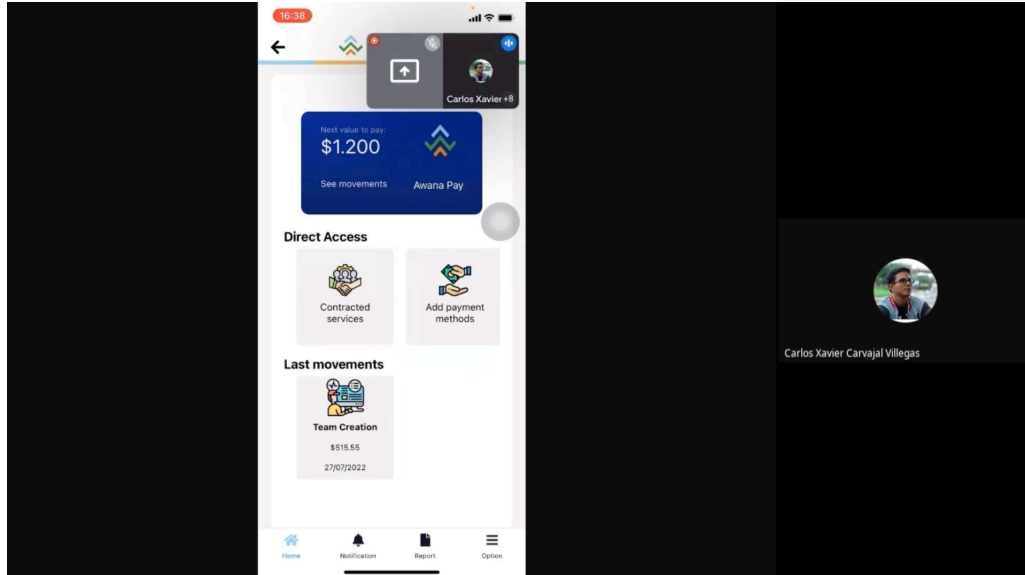 16:38
Carlos Xavier +8
Next value to pay:
$1.200
See movements
Awana Pay
Direct Access
Contracted
services
Add payment
methods
Last movements
Team Creation
$515.55
27/07/2022
Home
Notification
Report
Option
Carlos Xavier Carvajal Villegas